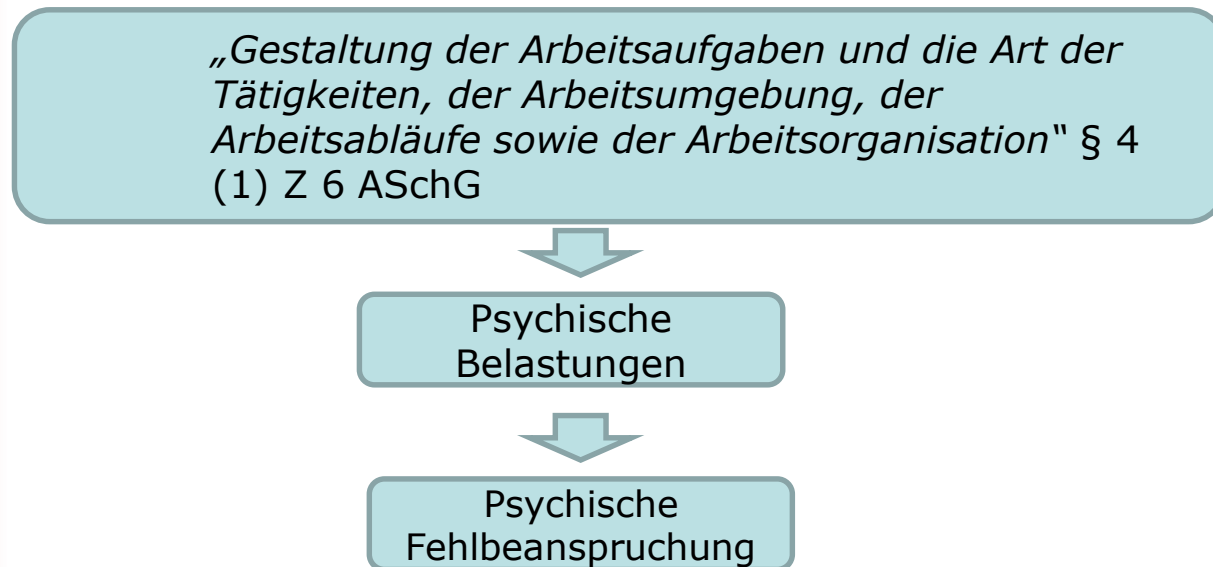 „Gestaltung der Arbeitsaufgaben und die Art der
Tätigkeiten, der Arbeitsumgebung, der
Arbeitsabläufe sowie der Arbeitsorganisation“ § 4
(1) Z 6 ASchG
Psychische
Belastungen
Psychische
Fehlbeanspruchung